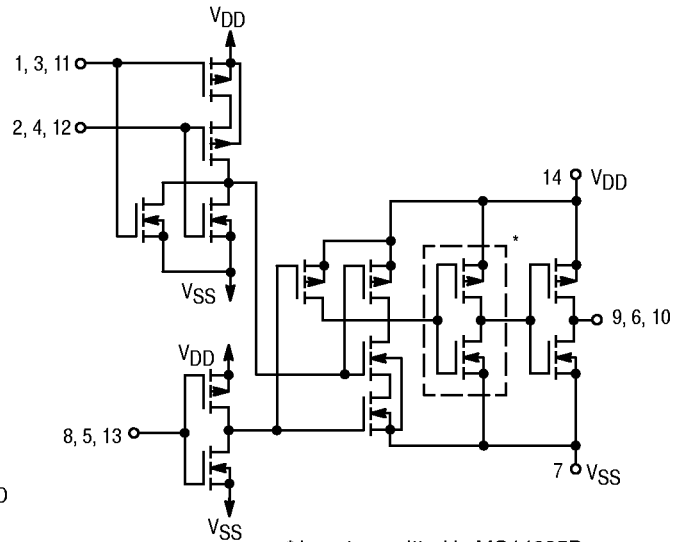 VDD
1, 3, 11
2, 4, 12
14 VDD
*
VSS
9, 6, 10
VDD
8, 5, 13
7 VSS
VSS